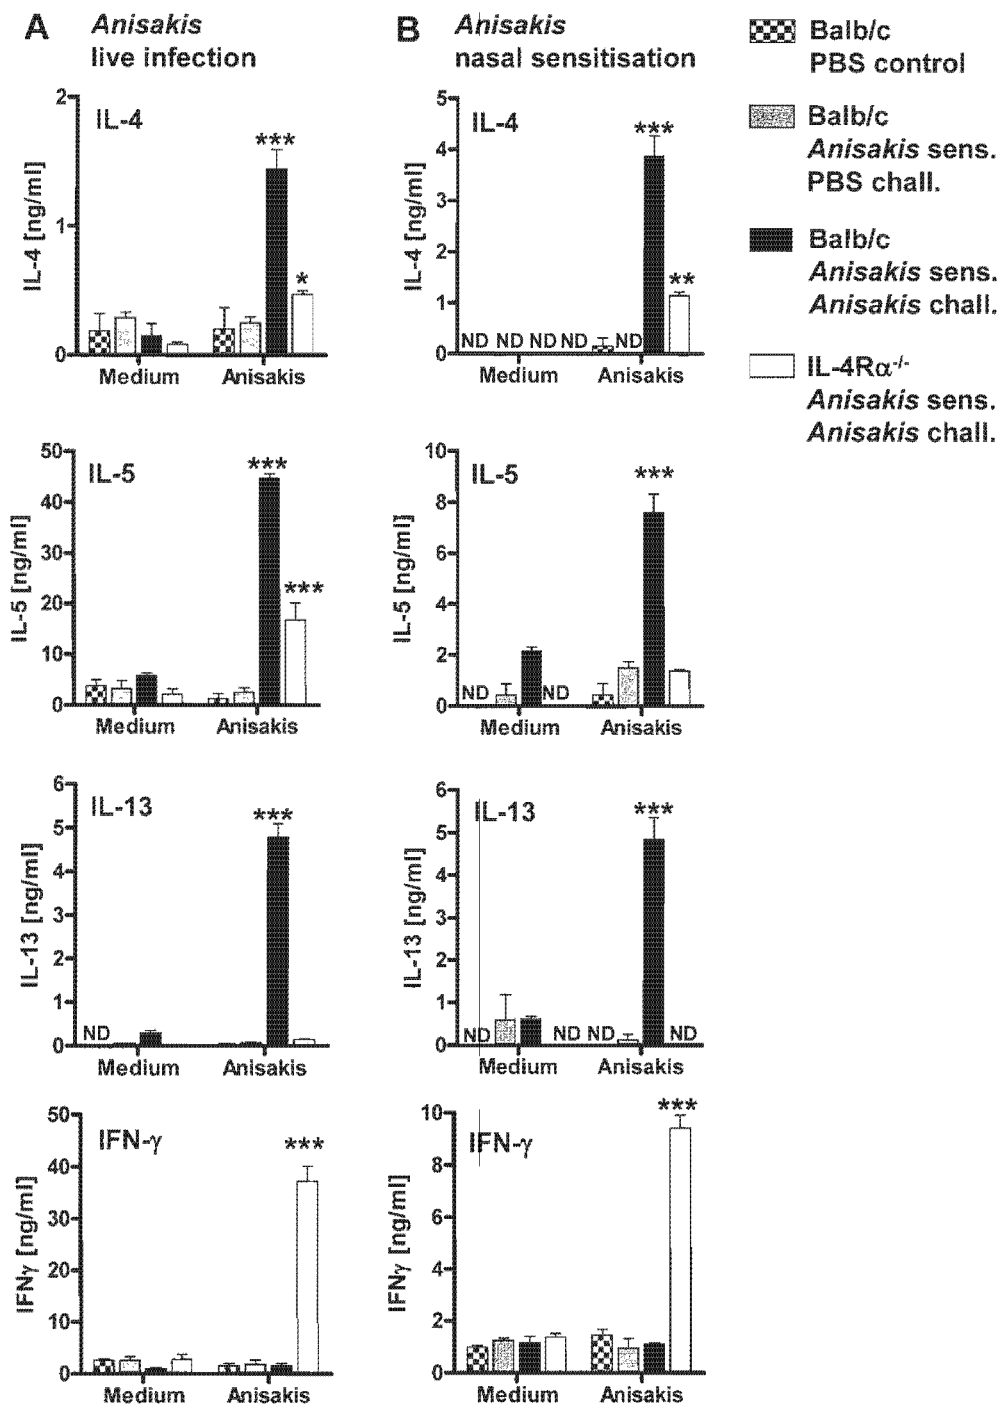 A
Anisakis
live infection
B
Anisakis
nasal sensitisation
Balb/c
PBS control
Balb/c
Anisakis sens.
PBS chall.
Balb/c
Anisakis sens.
Anisakis chall.
IL-4Rα-/-
Anisakis sens.
Anisakis chall.
IL-4
IL-4 [ng/ml]
2
1
0
***
*
Medium
Anisakis
IL-4
IL-4 [ng/ml]
5
4
3
2
1
0
***
**
ND ND ND ND ND
Medium
Anisakis
IL-5
IL-5 [ng/ml]
50
40
30
20
10
0
***
***
Medium
Anisakis
IL-5
IL-5 [ng/ml]
10
8
6
4
2
0
***
ND ND
Medium
Anisakis
IL-13
IL-13 [ng/ml]
6
5
4
3
2
1
0
***
ND
Medium
Anisakis
IL-13
IL-13 [ng/ml]
6
5
4
3
2
1
0
***
ND ND ND ND
Medium
Anisakis
IFN-γ
IFNγ [ng/ml]
50
40
30
20
10
0
***
Medium
Anisakis
IFN-γ
IFNγ [ng/ml]
10
8
6
4
2
0
***
Medium
Anisakis